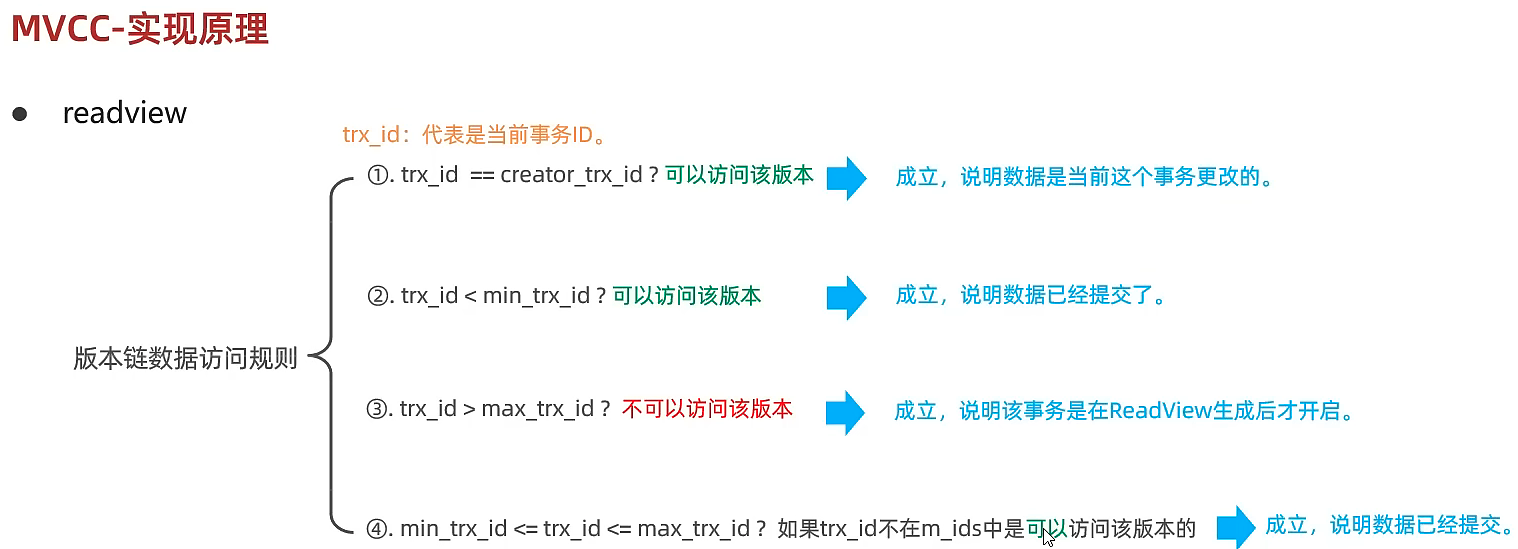 MVCC-实现原理
● readview
trx_id：代表是当前事务ID。
①. trx_id == creator_trx_id ? 可以访问该版本 成立，说明数据是当前这个事务更改的。
②. trx_id < min_trx_id ? 可以访问该版本 成立，说明数据已经提交了。
版本链数据访问规则
③. trx_id > max_trx_id ? 不可以访问该版本 成立，说明该事务是在ReadView生成后才开启。
④. min_trx_id <= trx_id <= max_trx_id ? 如果trx_id不在m_ids中是可以访问该版本的 成立，说明数据已经提交。